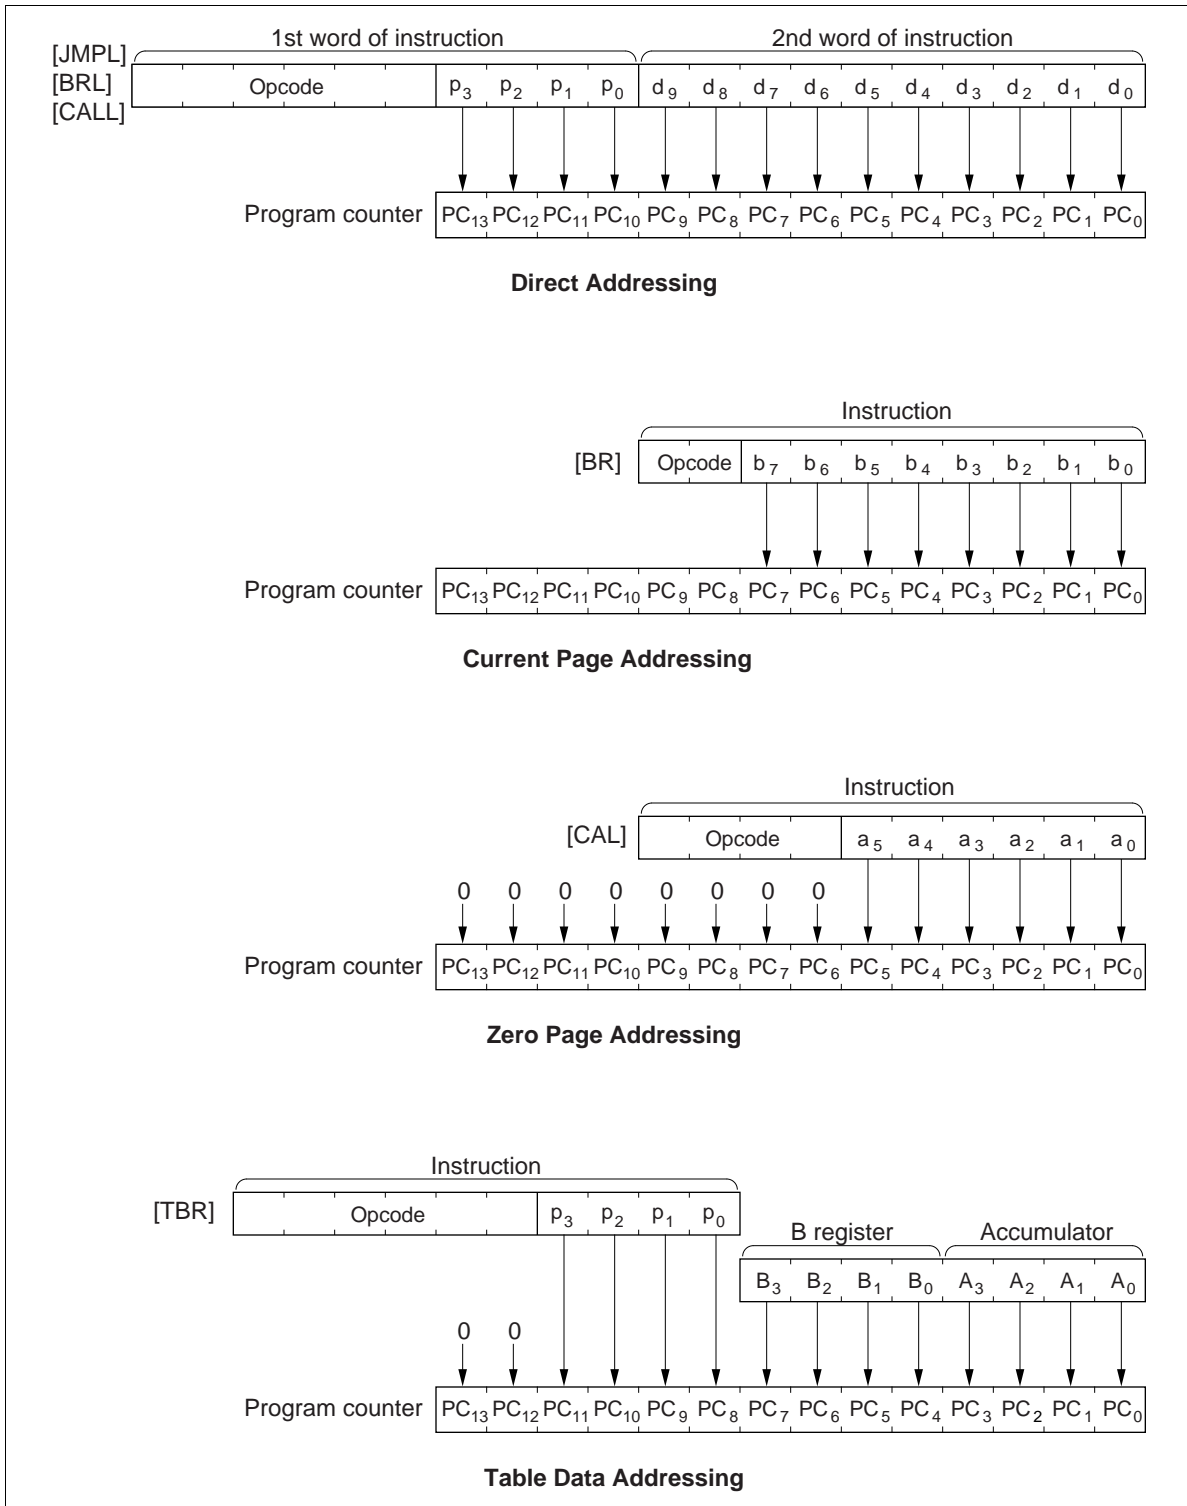 [JMPL] 1st word of instruction 2nd word of instruction
[BRL] Opcode p3 p2 p1 p0 d9 d8 d7 d6 d5 d4 d3 d2 d1 d0
[CALL]
Program counter PC13 PC12 PC11 PC10 PC9 PC8 PC7 PC6 PC5 PC4 PC3 PC2 PC1 PC0
Direct Addressing
Instruction
[BR] Opcode b7 b6 b5 b4 b3 b2 b1 b0
Program counter PC13 PC12 PC11 PC10 PC9 PC8 PC7 PC6 PC5 PC4 PC3 PC2 PC1 PC0
Current Page Addressing
Instruction
[CAL] Opcode a5 a4 a3 a2 a1 a0
0 0 0 0 0 0 0 0
Program counter PC13 PC12 PC11 PC10 PC9 PC8 PC7 PC6 PC5 PC4 PC3 PC2 PC1 PC0
Zero Page Addressing
Instruction
[TBR] Opcode p3 p2 p1 p0
B register Accumulator
B3 B2 B1 B0 A3 A2 A1 A0
0 0
Program counter PC13 PC12 PC11 PC10 PC9 PC8 PC7 PC6 PC5 PC4 PC3 PC2 PC1 PC0
Table Data Addressing